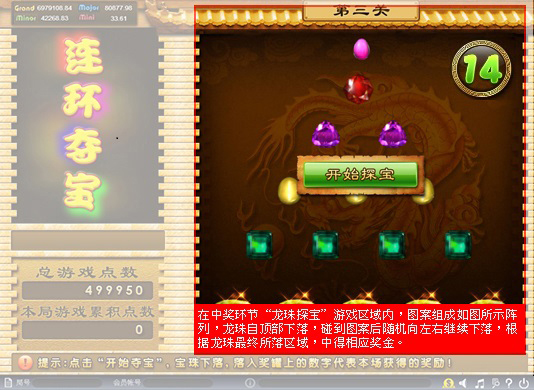 Grand 6979108.84 Major 80877.98
Minor 42268.83 Mini 33.61
第三关
连
环
夺
宝
14
开始探宝
总游戏点数
499950
本局游戏累积点数
0
在中奖环节“龙珠探宝”游戏区域内，图案组成如图所示阵
列，龙珠自顶部下落，碰到图案后随机向左右继续下落，根
据龙珠最终所落区域，中得相应奖金。
提示:点击“开始夺宝”,宝珠下落,落入奖罐上的数字代表本场获得的奖励!
局号
会员帐号